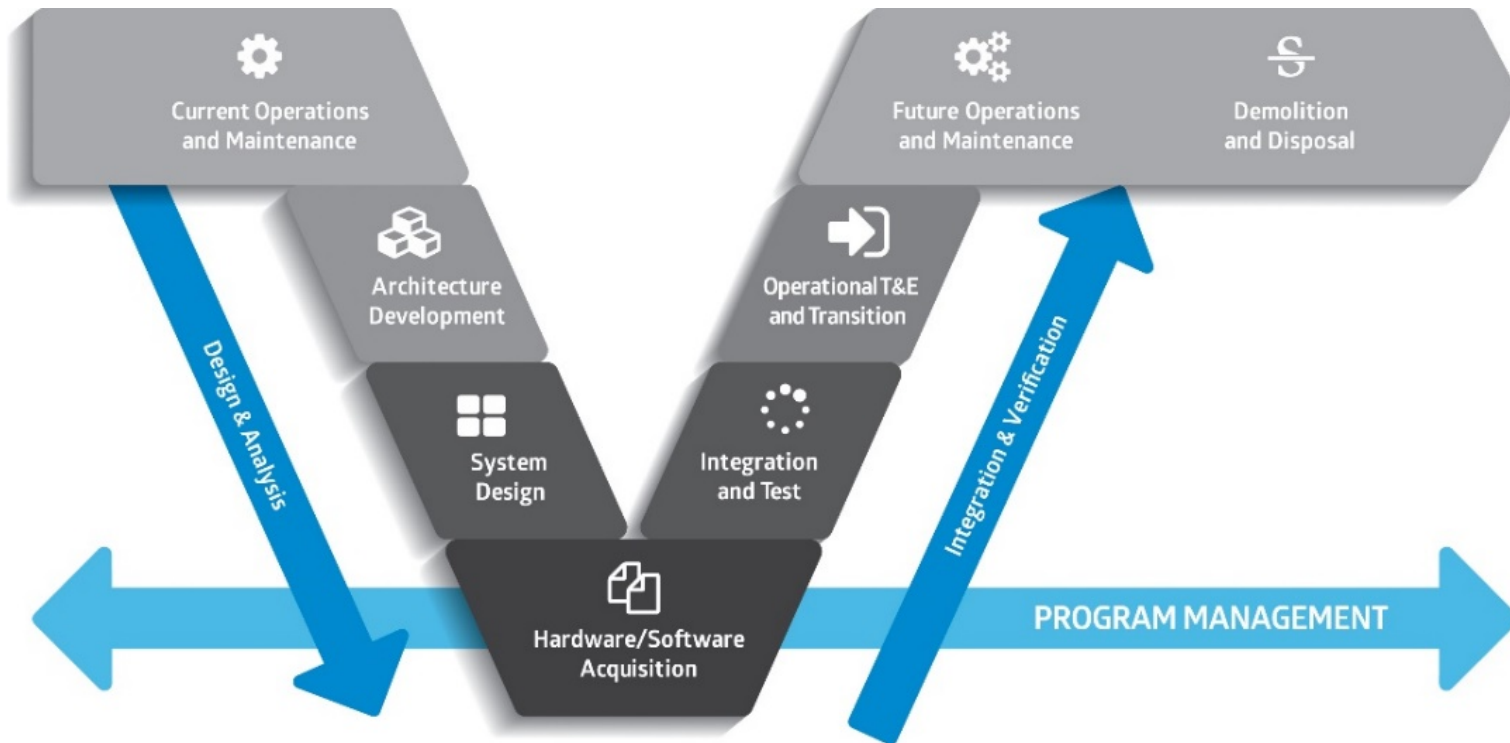 Current Operations
and Maintenance
Future Operations
and Maintenance
Demolition
and Disposal
Architecture
Development
Operational T&E
and Transition
Design & Analysis
System
Design
Integration
and Test
Integration & Verification
Hardware/Software
Acquisition
PROGRAM MANAGEMENT